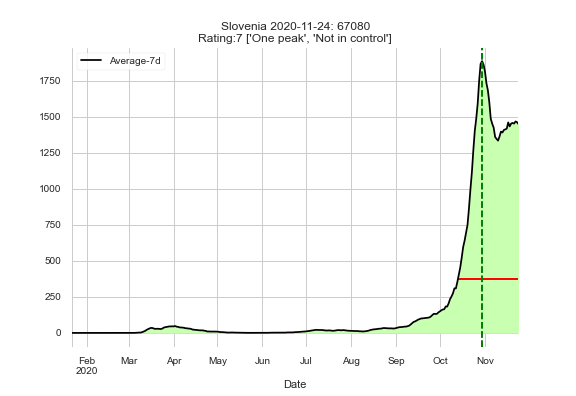 Slovenia 2020-11-24: 67080
Rating:7 ['One peak', 'Not in control']
Average-7d
1750
1500
1250
1000
750
500
250
0
Feb Mar Apr May Jun Jul Aug Sep Oct Nov
2020
Date